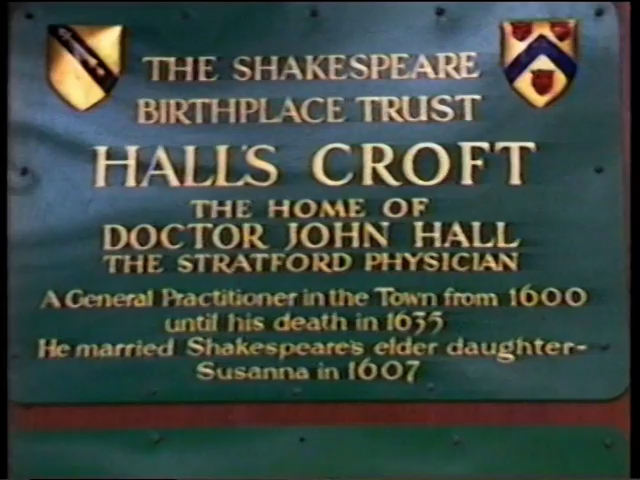 THE SHAKESPEARE
BIRTHPLACE TRUST
HALL'S CROFT
THE HOME OF
DOCTOR JOHN HALL
THE STRATFORD PHYSICIAN
A General Practitioner in the Town from 1600
until his death in 1635
He married Shakespeare's elder daughter-
Susanna in 1607